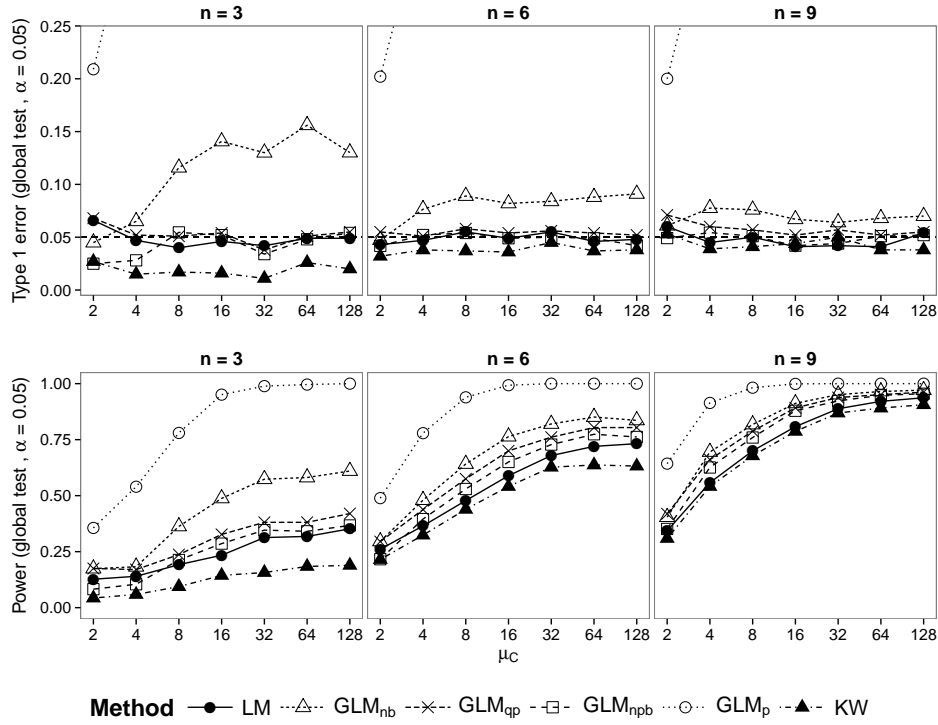 n = 3 n = 6 n = 9
Type 1 error (global test , α = 0.05)
0.25
0.20
0.15
0.10
0.05
0.00
2 4 8 16 32 64 128 2 4 8 16 32 64 128 2 4 8 16 32 64 128
n = 3 n = 6 n = 9
Power (global test , α = 0.05)
1.00
0.75
0.50
0.25
0.00
2 4 8 16 32 64 128 2 4 8 16 32 64 128 2 4 8 16 32 64 128
μC
Method LM GLMnb GLMqp GLMnpb GLMp KW